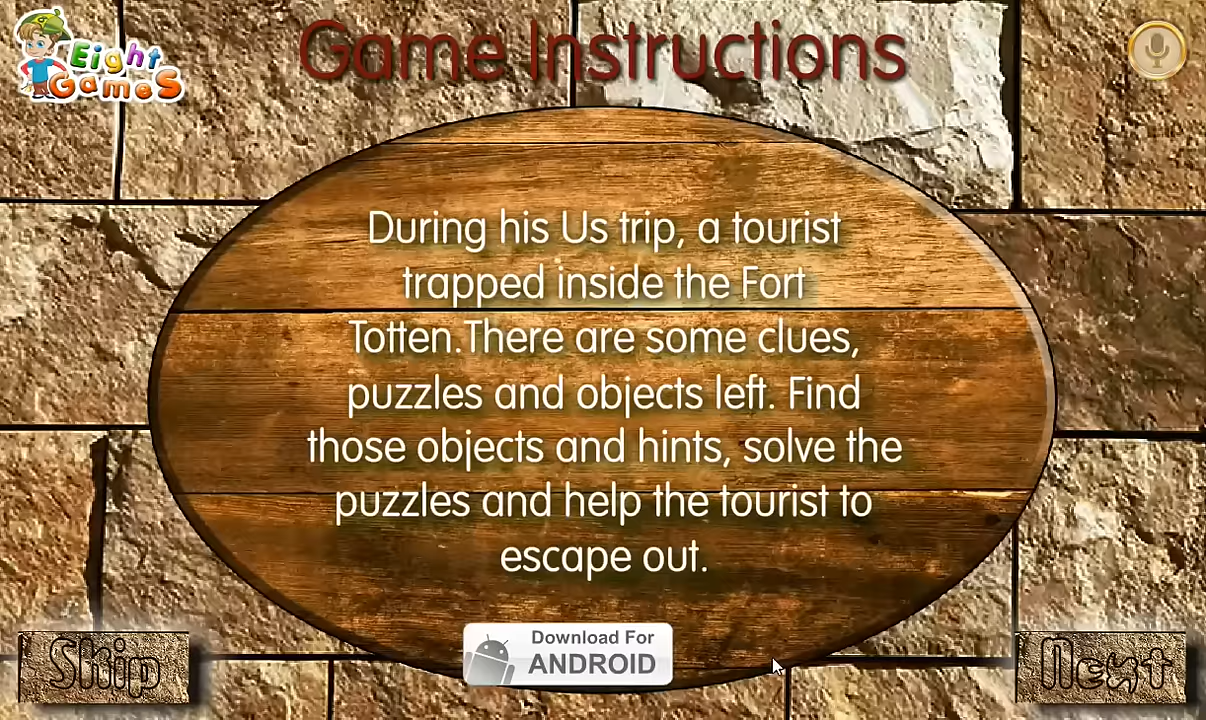 Game Instructions
Eight
Games
During his Us trip, a tourist
trapped inside the Fort
Totten.There are some clues,
puzzles and objects left. Find
those objects and hints, solve the
puzzles and help the tourist to
escape out.
Skip
Download For
ANDROID
Next